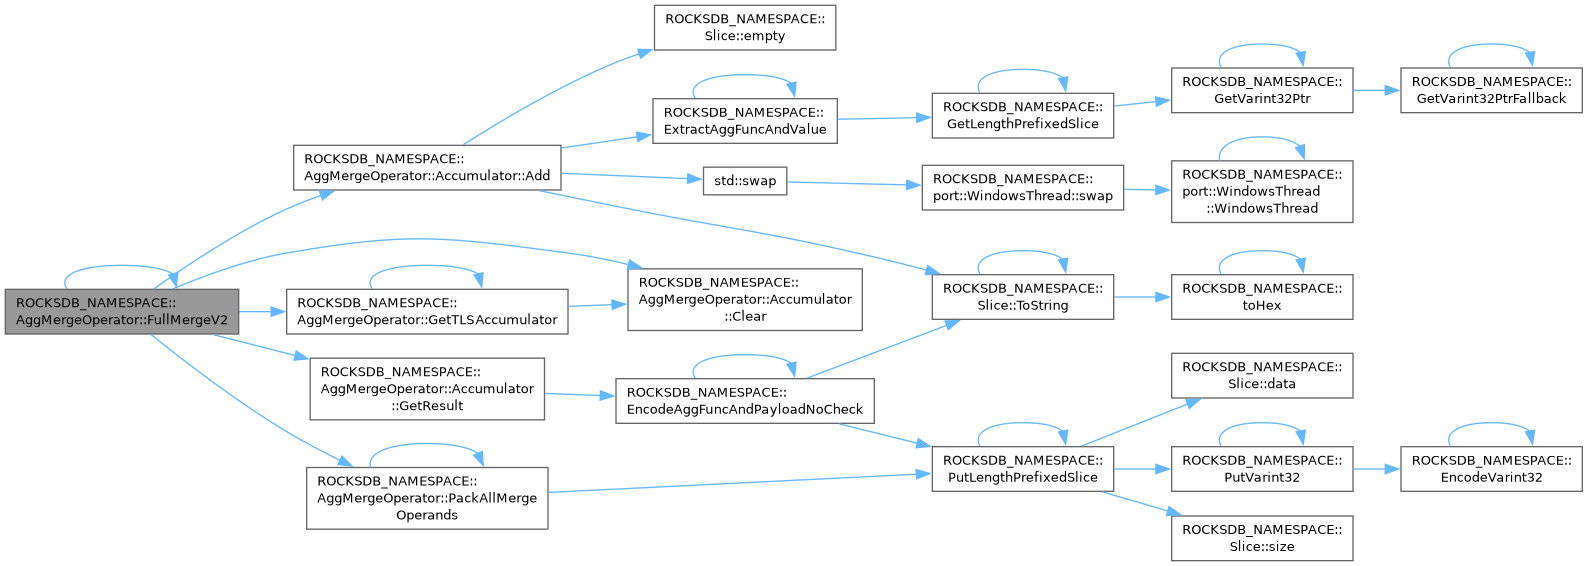 ROCKSDB_NAMESPACE::
AggMergeOperator::FullMergeV2
ROCKSDB_NAMESPACE::
AggMergeOperator::Accumulator::Add
ROCKSDB_NAMESPACE::
Slice::empty
ROCKSDB_NAMESPACE::
ExtractAggFuncAndValue
ROCKSDB_NAMESPACE::
GetLengthPrefixedSlice
ROCKSDB_NAMESPACE::
GetVarint32Ptr
ROCKSDB_NAMESPACE::
GetVarint32PtrFallback
std::swap
ROCKSDB_NAMESPACE::
port::WindowsThread::swap
ROCKSDB_NAMESPACE::
port::WindowsThread
::WindowsThread
ROCKSDB_NAMESPACE::
Slice::ToString
ROCKSDB_NAMESPACE::
toHex
ROCKSDB_NAMESPACE::
AggMergeOperator::Accumulator
::Clear
ROCKSDB_NAMESPACE::
AggMergeOperator::GetTLSAccumulator
ROCKSDB_NAMESPACE::
AggMergeOperator::Accumulator
::GetResult
ROCKSDB_NAMESPACE::
EncodeAggFuncAndPayloadNoCheck
ROCKSDB_NAMESPACE::
PutLengthPrefixedSlice
ROCKSDB_NAMESPACE::
Slice::data
ROCKSDB_NAMESPACE::
PutVarint32
ROCKSDB_NAMESPACE::
EncodeVarint32
ROCKSDB_NAMESPACE::
Slice::size
ROCKSDB_NAMESPACE::
AggMergeOperator::PackAllMerge
Operands